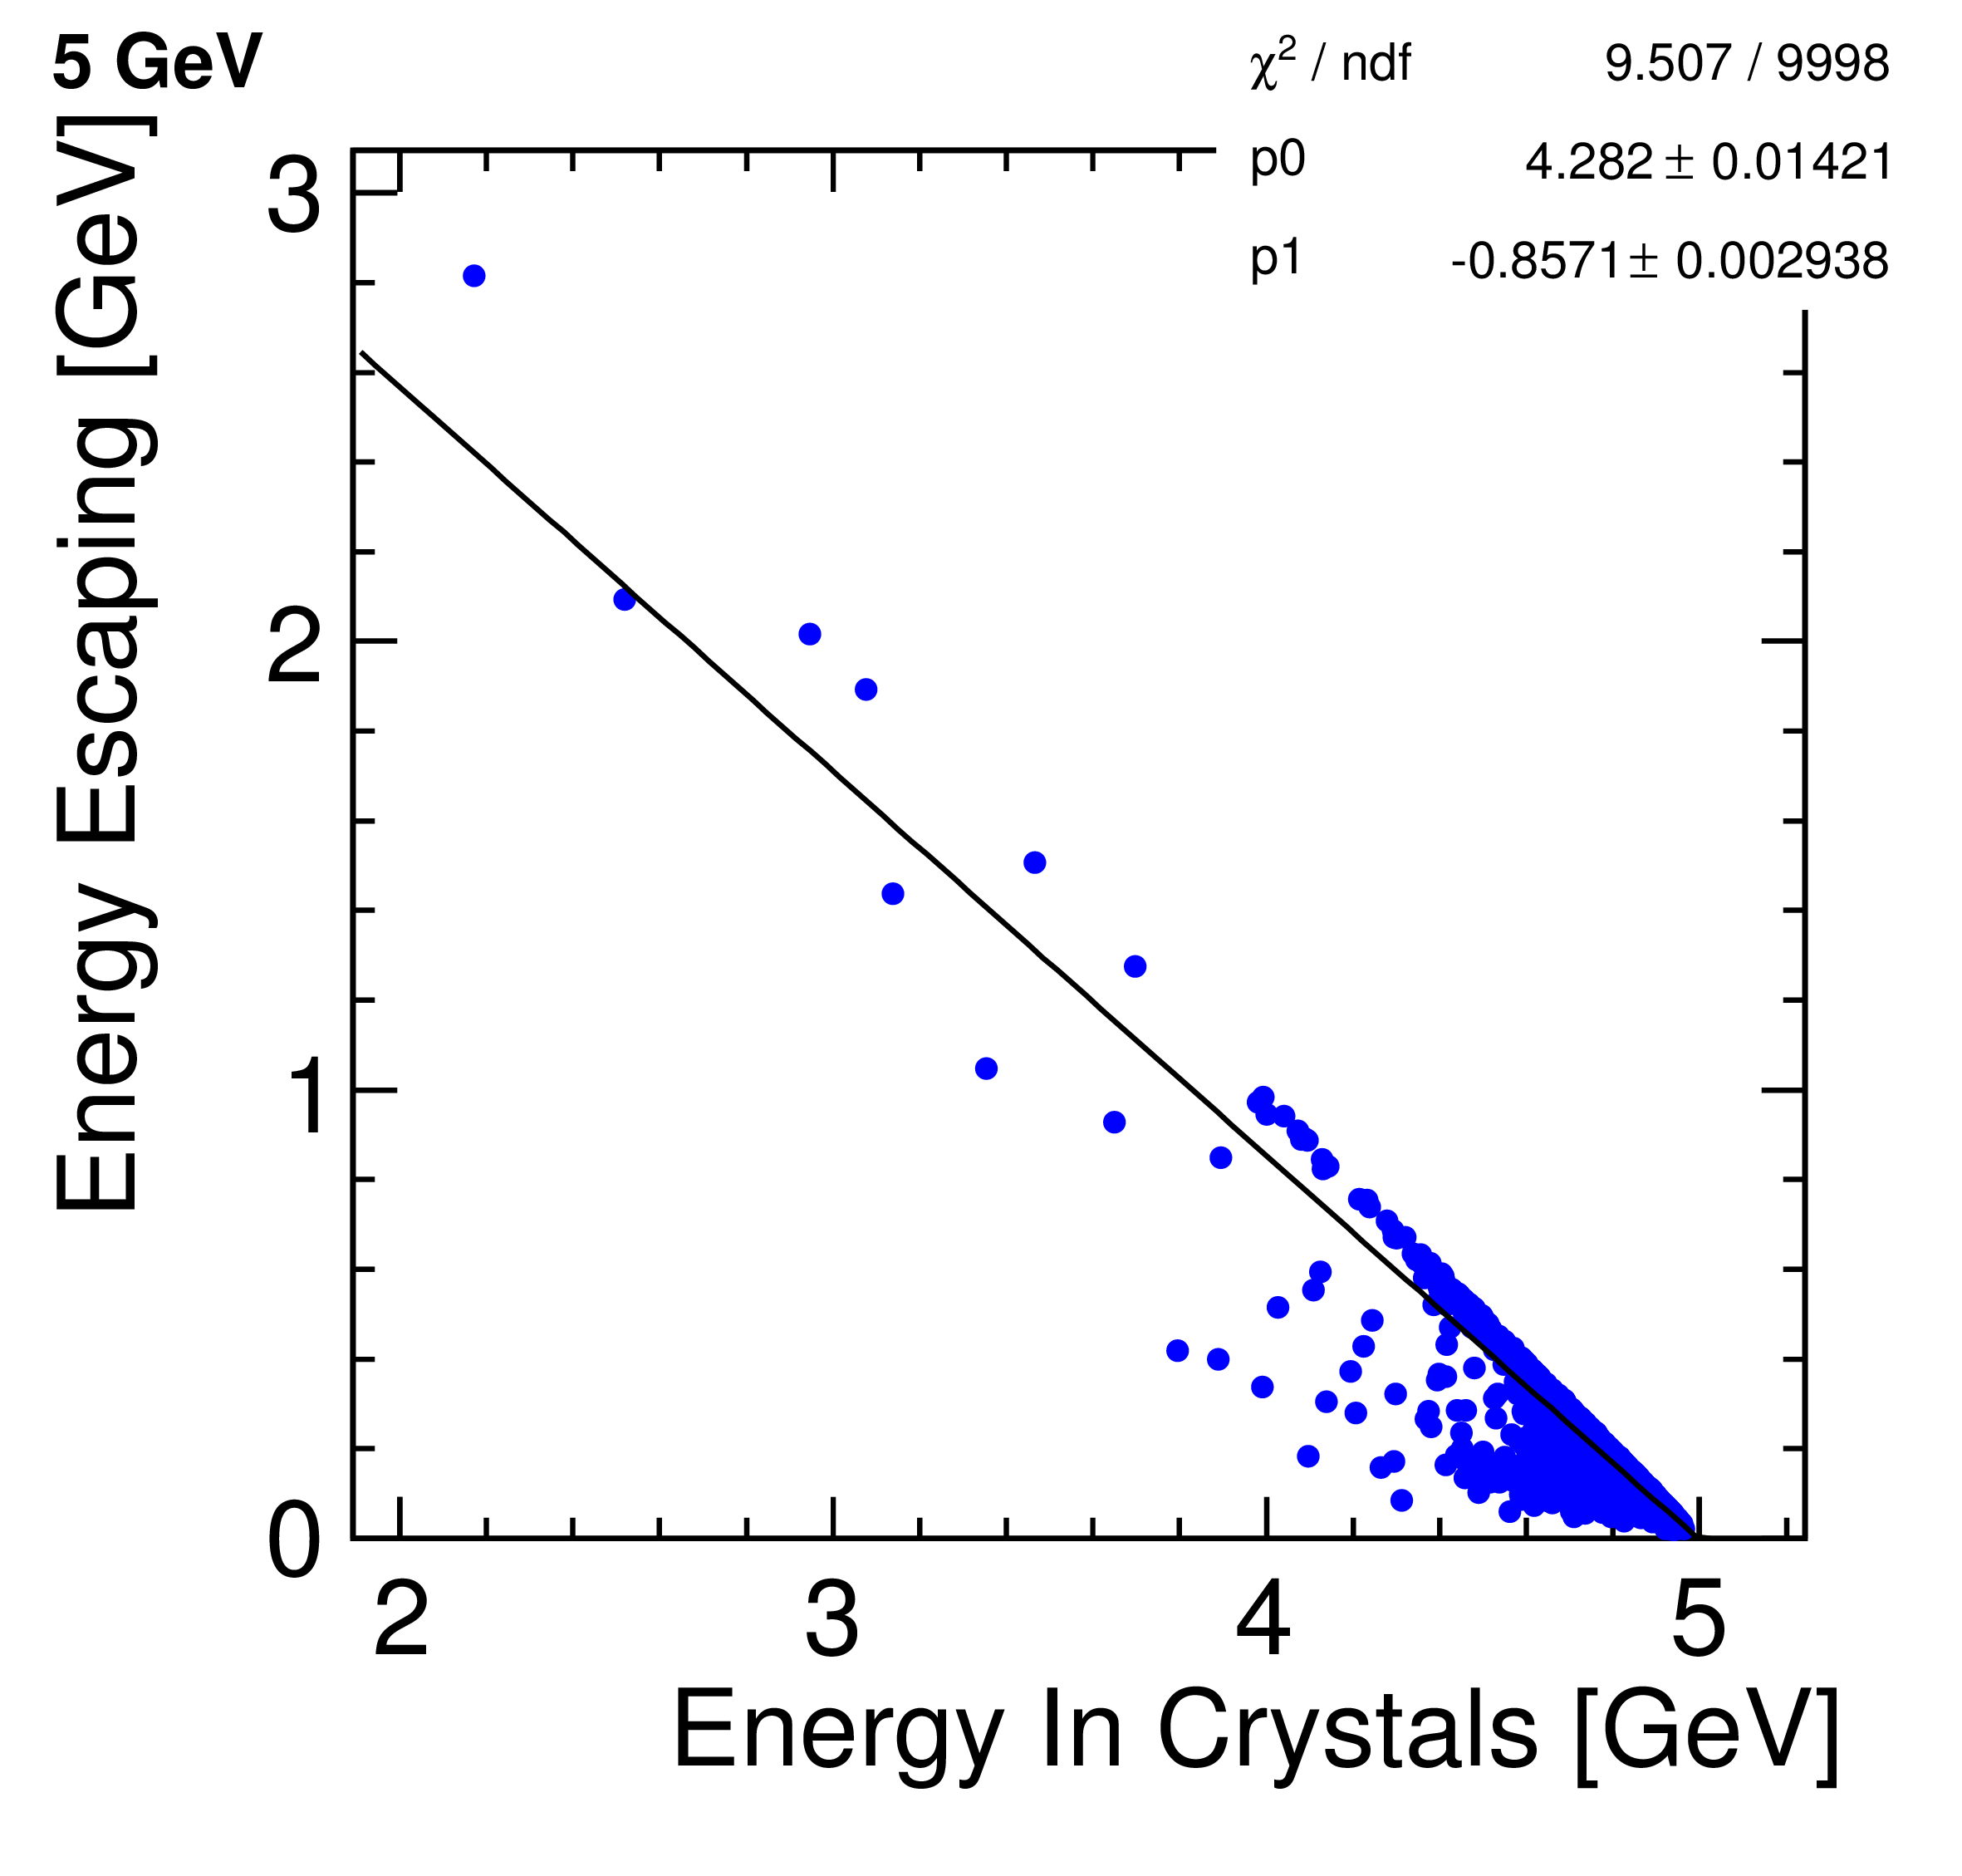 5 GeV
χ² / ndf 9.507 / 9998
p0 4.282 ± 0.01421
p1 -0.8571 ± 0.002938
Energy Escaping [GeV]
3
2
1
0
2 3 4 5
Energy In Crystals [GeV]